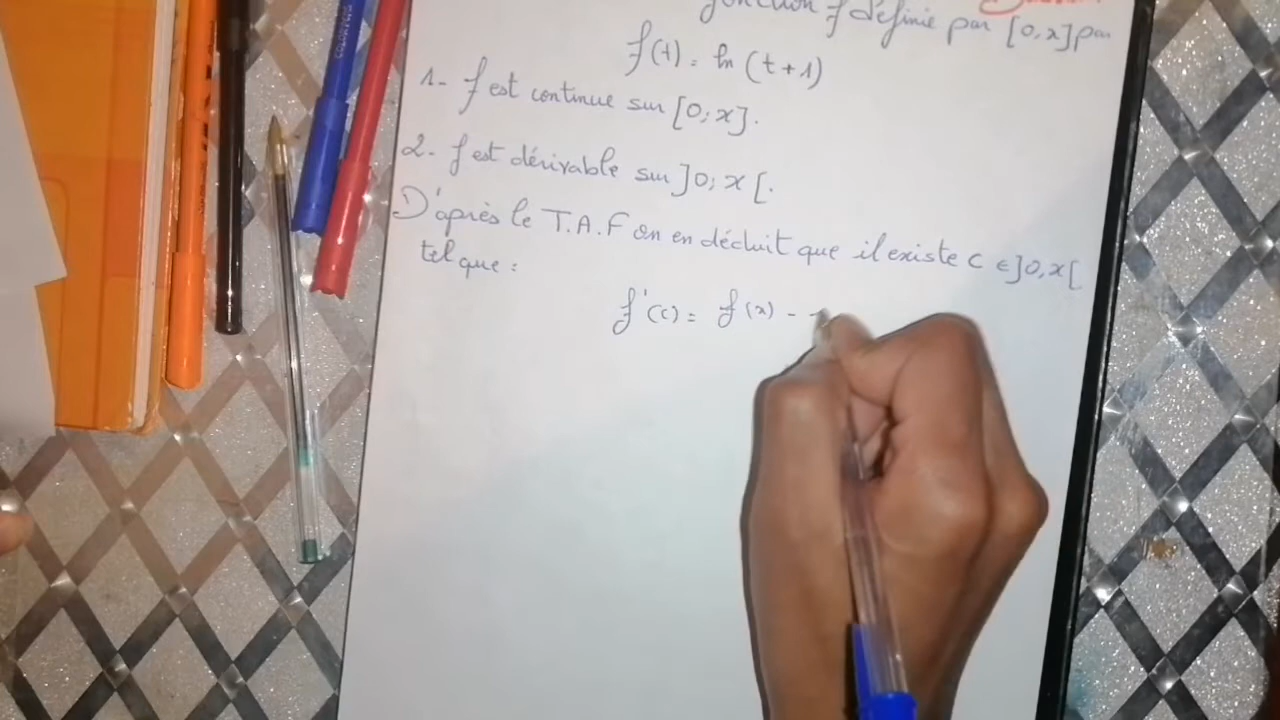 fonction f définie par [0,x] par
f(t) = ln (t+1)
1- f est continue sur [0;x].
2- f est dérivable sur ]0;x[.
D'après le T.A.F on en déduit que il existe c ∈ ]0,x[
tel que :
f'(c) = f(x) -